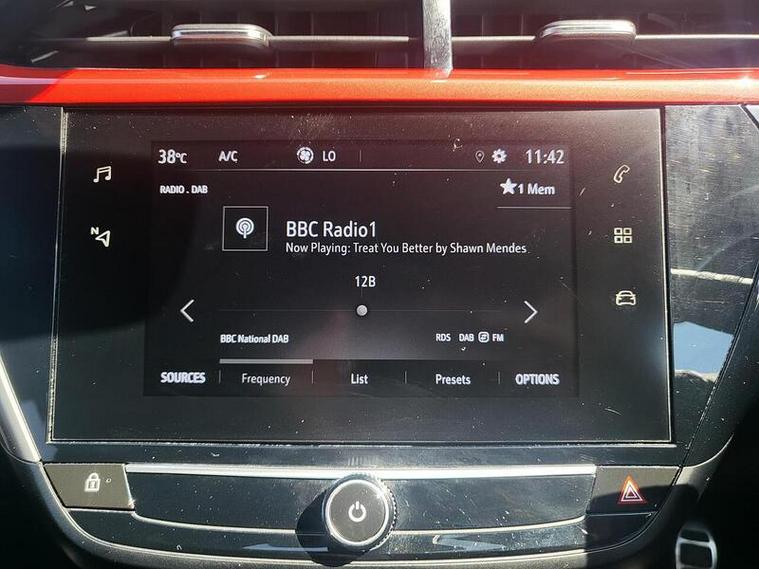 38°C A/C LO 11:42
RADIO . DAB 1 Mem
BBC Radio1
Now Playing: Treat You Better by Shawn Mendes
N
12B
BBC National DAB RDS DAB FM
SOURCES Frequency List Presets OPTIONS